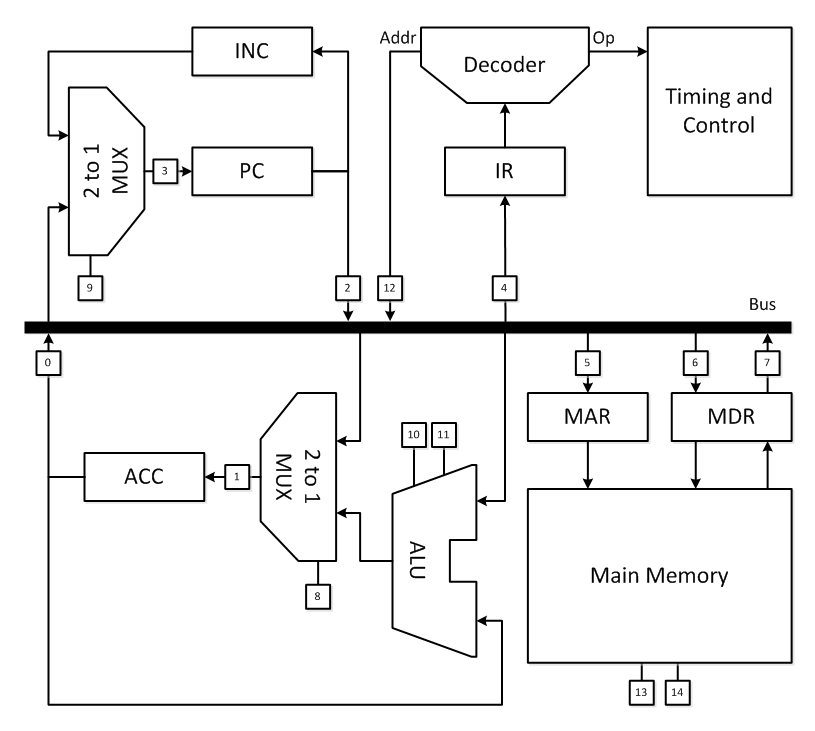 INC
Addr
Decoder
Op
Timing and
Control
2 to 1
MUX
3
PC
IR
9
2
12
4
Bus
0
5
6
7
MAR
MDR
10
11
ACC
1
2 to 1
MUX
ALU
8
Main Memory
13
14